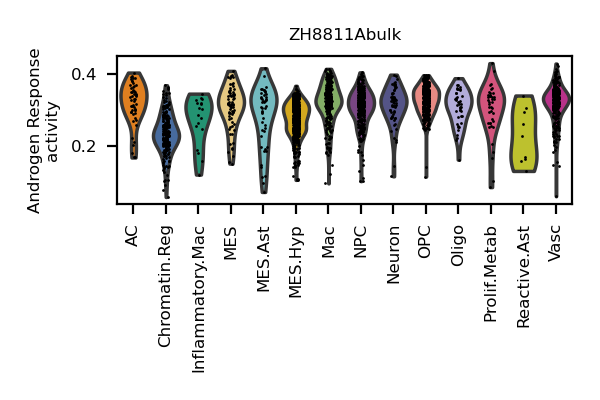 ZH8811Abulk
Androgen Response
activity
0.4
0.2
AC
Chromatin.Reg
Inflammatory.Mac
MES
MES.Ast
MES.Hyp
Mac
NPC
Neuron
OPC
Oligo
Prolif.Metab
Reactive.Ast
Vasc